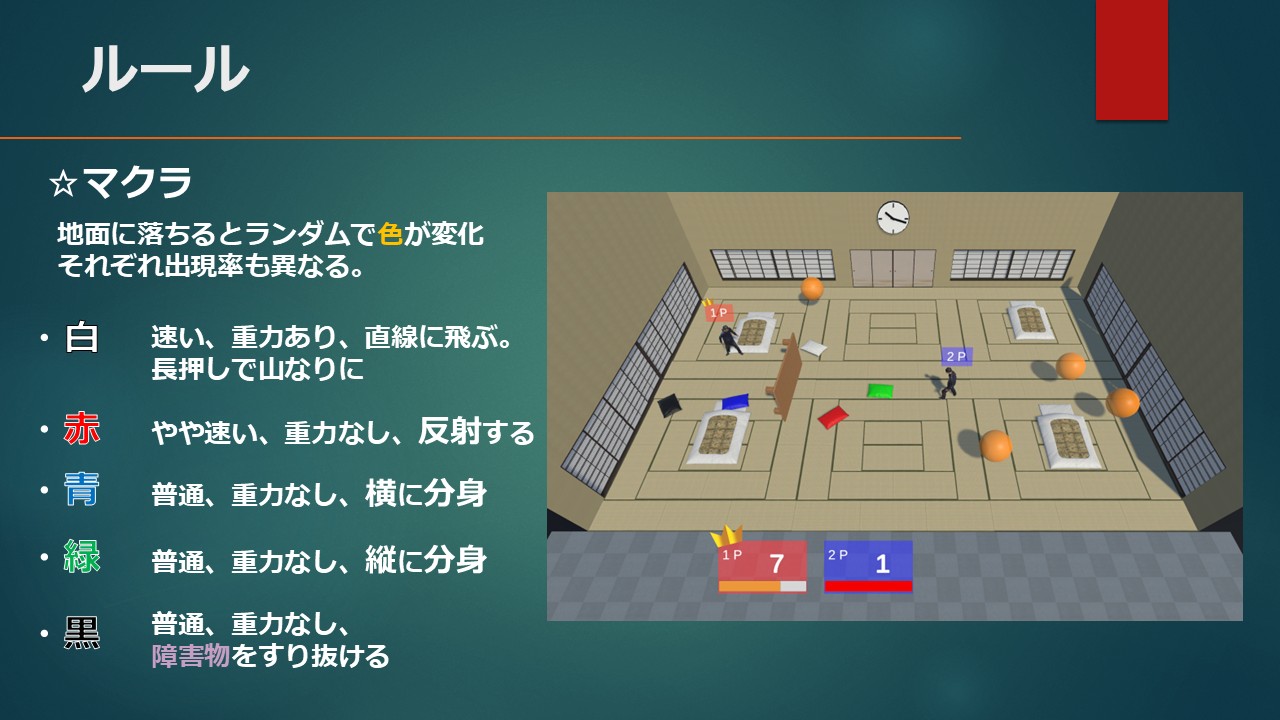 ルール
☆マクラ
地面に落ちるとランダムで色が変化
それぞれ出現率も異なる。
• 白 速い、重力あり、直線に飛ぶ。
長押しで山なりに
• 赤 やや速い、重力なし、反射する
• 青 普通、重力なし、横に分身
• 緑 普通、重力なし、縦に分身
• 黒 普通、重力なし、
障害物をすり抜ける
1P
2P
1P 7
2P 1